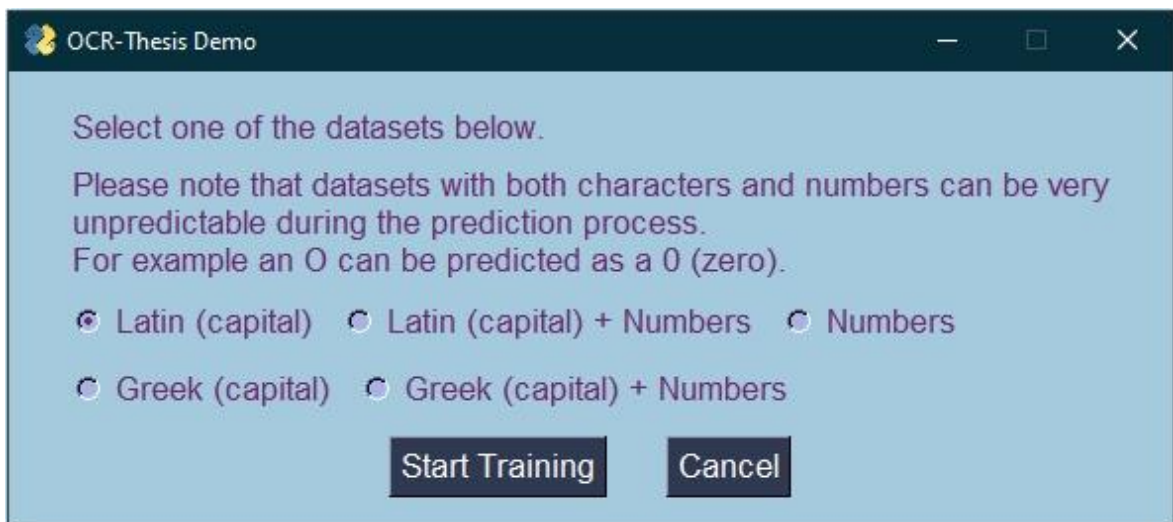 OCR-Thesis Demo
Select one of the datasets below.
Please note that datasets with both characters and numbers can be very
unpredictable during the prediction process.
For example an O can be predicted as a 0 (zero).
Latin (capital) Latin (capital) + Numbers Numbers
Greek (capital) Greek (capital) + Numbers
Start Training Cancel